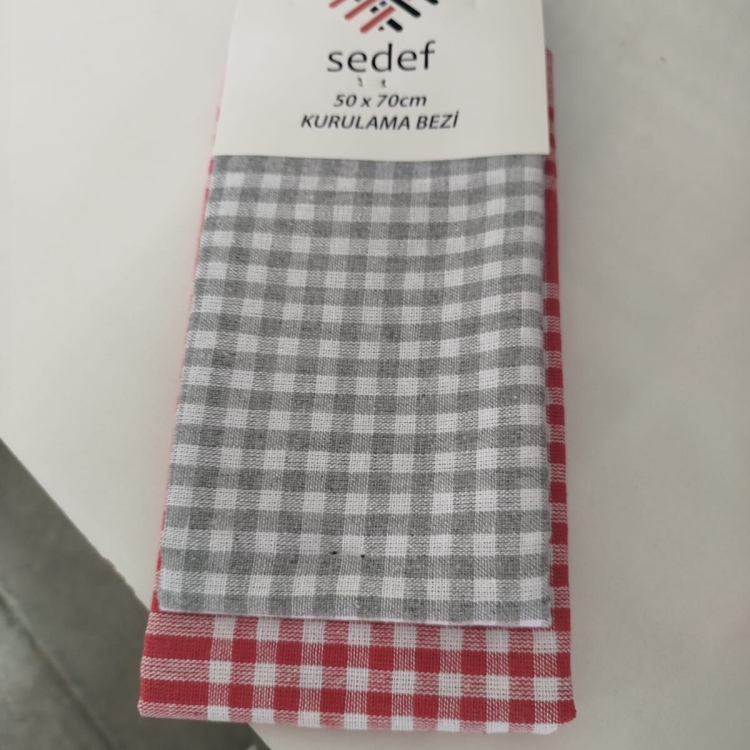 sedef
50 x 70cm
KURULAMA BEZİ